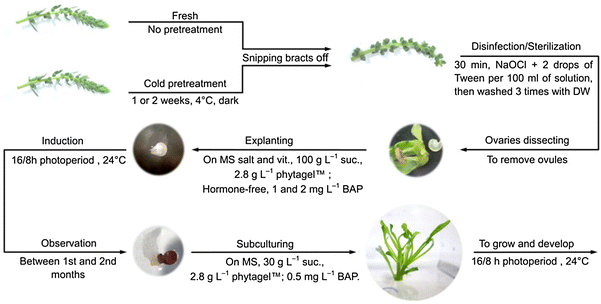 Fresh
No pretreatment
Snipping bracts off
Cold pretreatment
1 or 2 weeks, 4°C, dark
Disinfection/Sterilization
30 min, NaOCl + 2 drops of
Tween per 100 ml of solution,
then washed 3 times with DW
Ovaries dissecting
To remove ovules
Explanting
On MS salt and vit., 100 g L⁻¹ suc.,
2.8 g L⁻¹ phytagel™ ;
Hormone-free, 1 and 2 mg L⁻¹ BAP
Induction
16/8h photoperiod , 24°C
Observation
Between 1st and 2nd
months
Subculturing
On MS, 30 g L⁻¹ suc.,
2.8 g L⁻¹ phytagel™; 0.5 mg L⁻¹ BAP.
To grow and develop
16/8 h photoperiod , 24°C